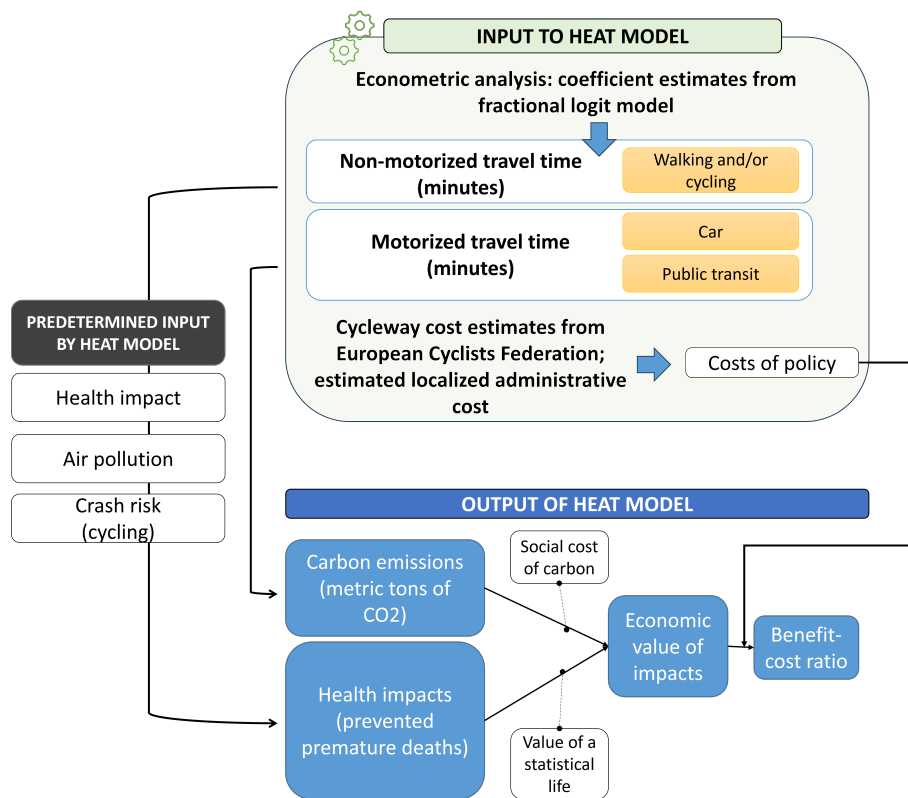 INPUT TO HEAT MODEL
Econometric analysis: coefficient estimates from
fractional logit model
Non-motorized travel time
(minutes)
Walking and/or
cycling
Motorized travel time
(minutes)
Car
Public transit
Cycleway cost estimates from
European Cyclists Federation;
estimated localized administrative
cost
Costs of policy
PREDETERMINED INPUT
BY HEAT MODEL
Health impact
Air pollution
Crash risk
(cycling)
OUTPUT OF HEAT MODEL
Carbon emissions
(metric tons of
CO2)
Social cost
of carbon
Economic
value of
impacts
Benefit-
cost ratio
Health impacts
(prevented
premature deaths)
Value of a
statistical
life